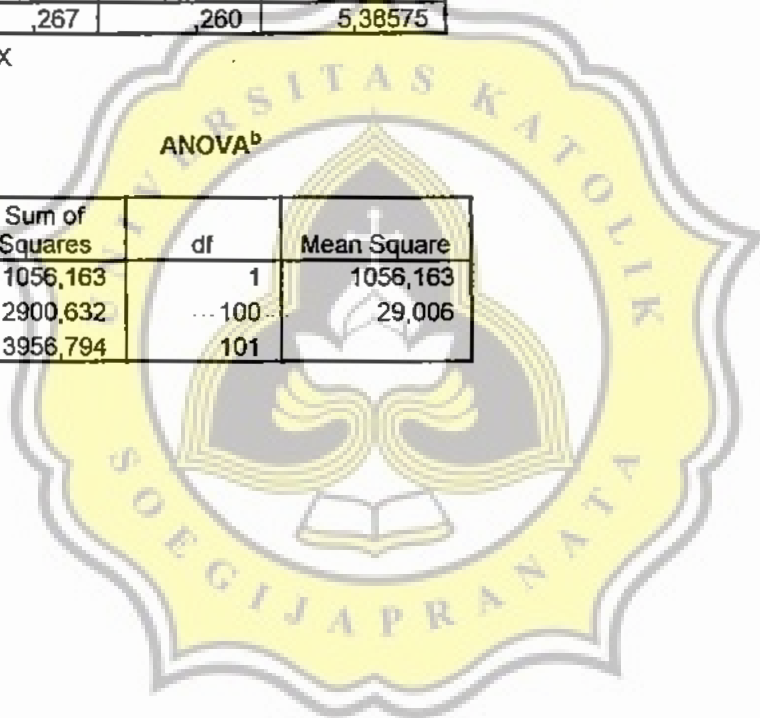 ,267 ,260 5,38575
X
ANOVAb
Sum of Squares df Mean Square
1056,163 1 1056,163
2900,632 100 29,006
3956,794 101
UNIVERSITAS KATOLIK
SOEGIJAPRANATA